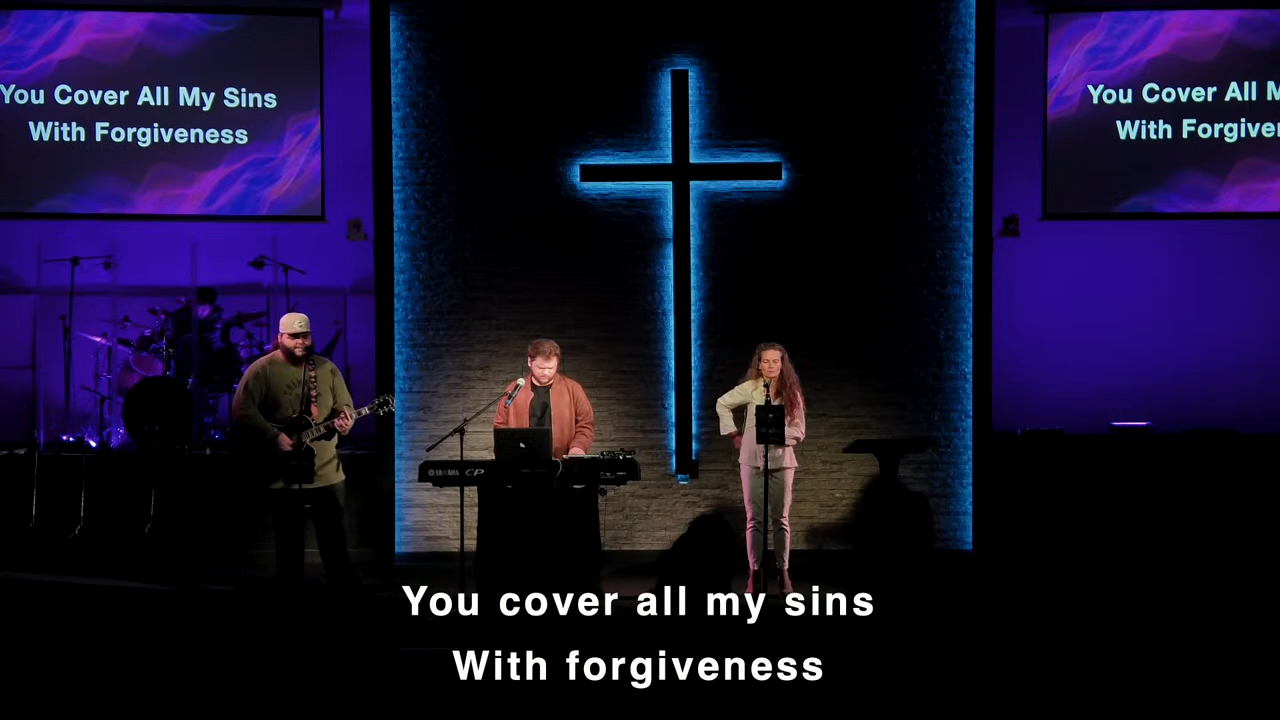 You Cover All My Sins
With Forgiveness
You Cover All M
With Forgive
YAMAHA CP
You cover all my sins
With forgiveness